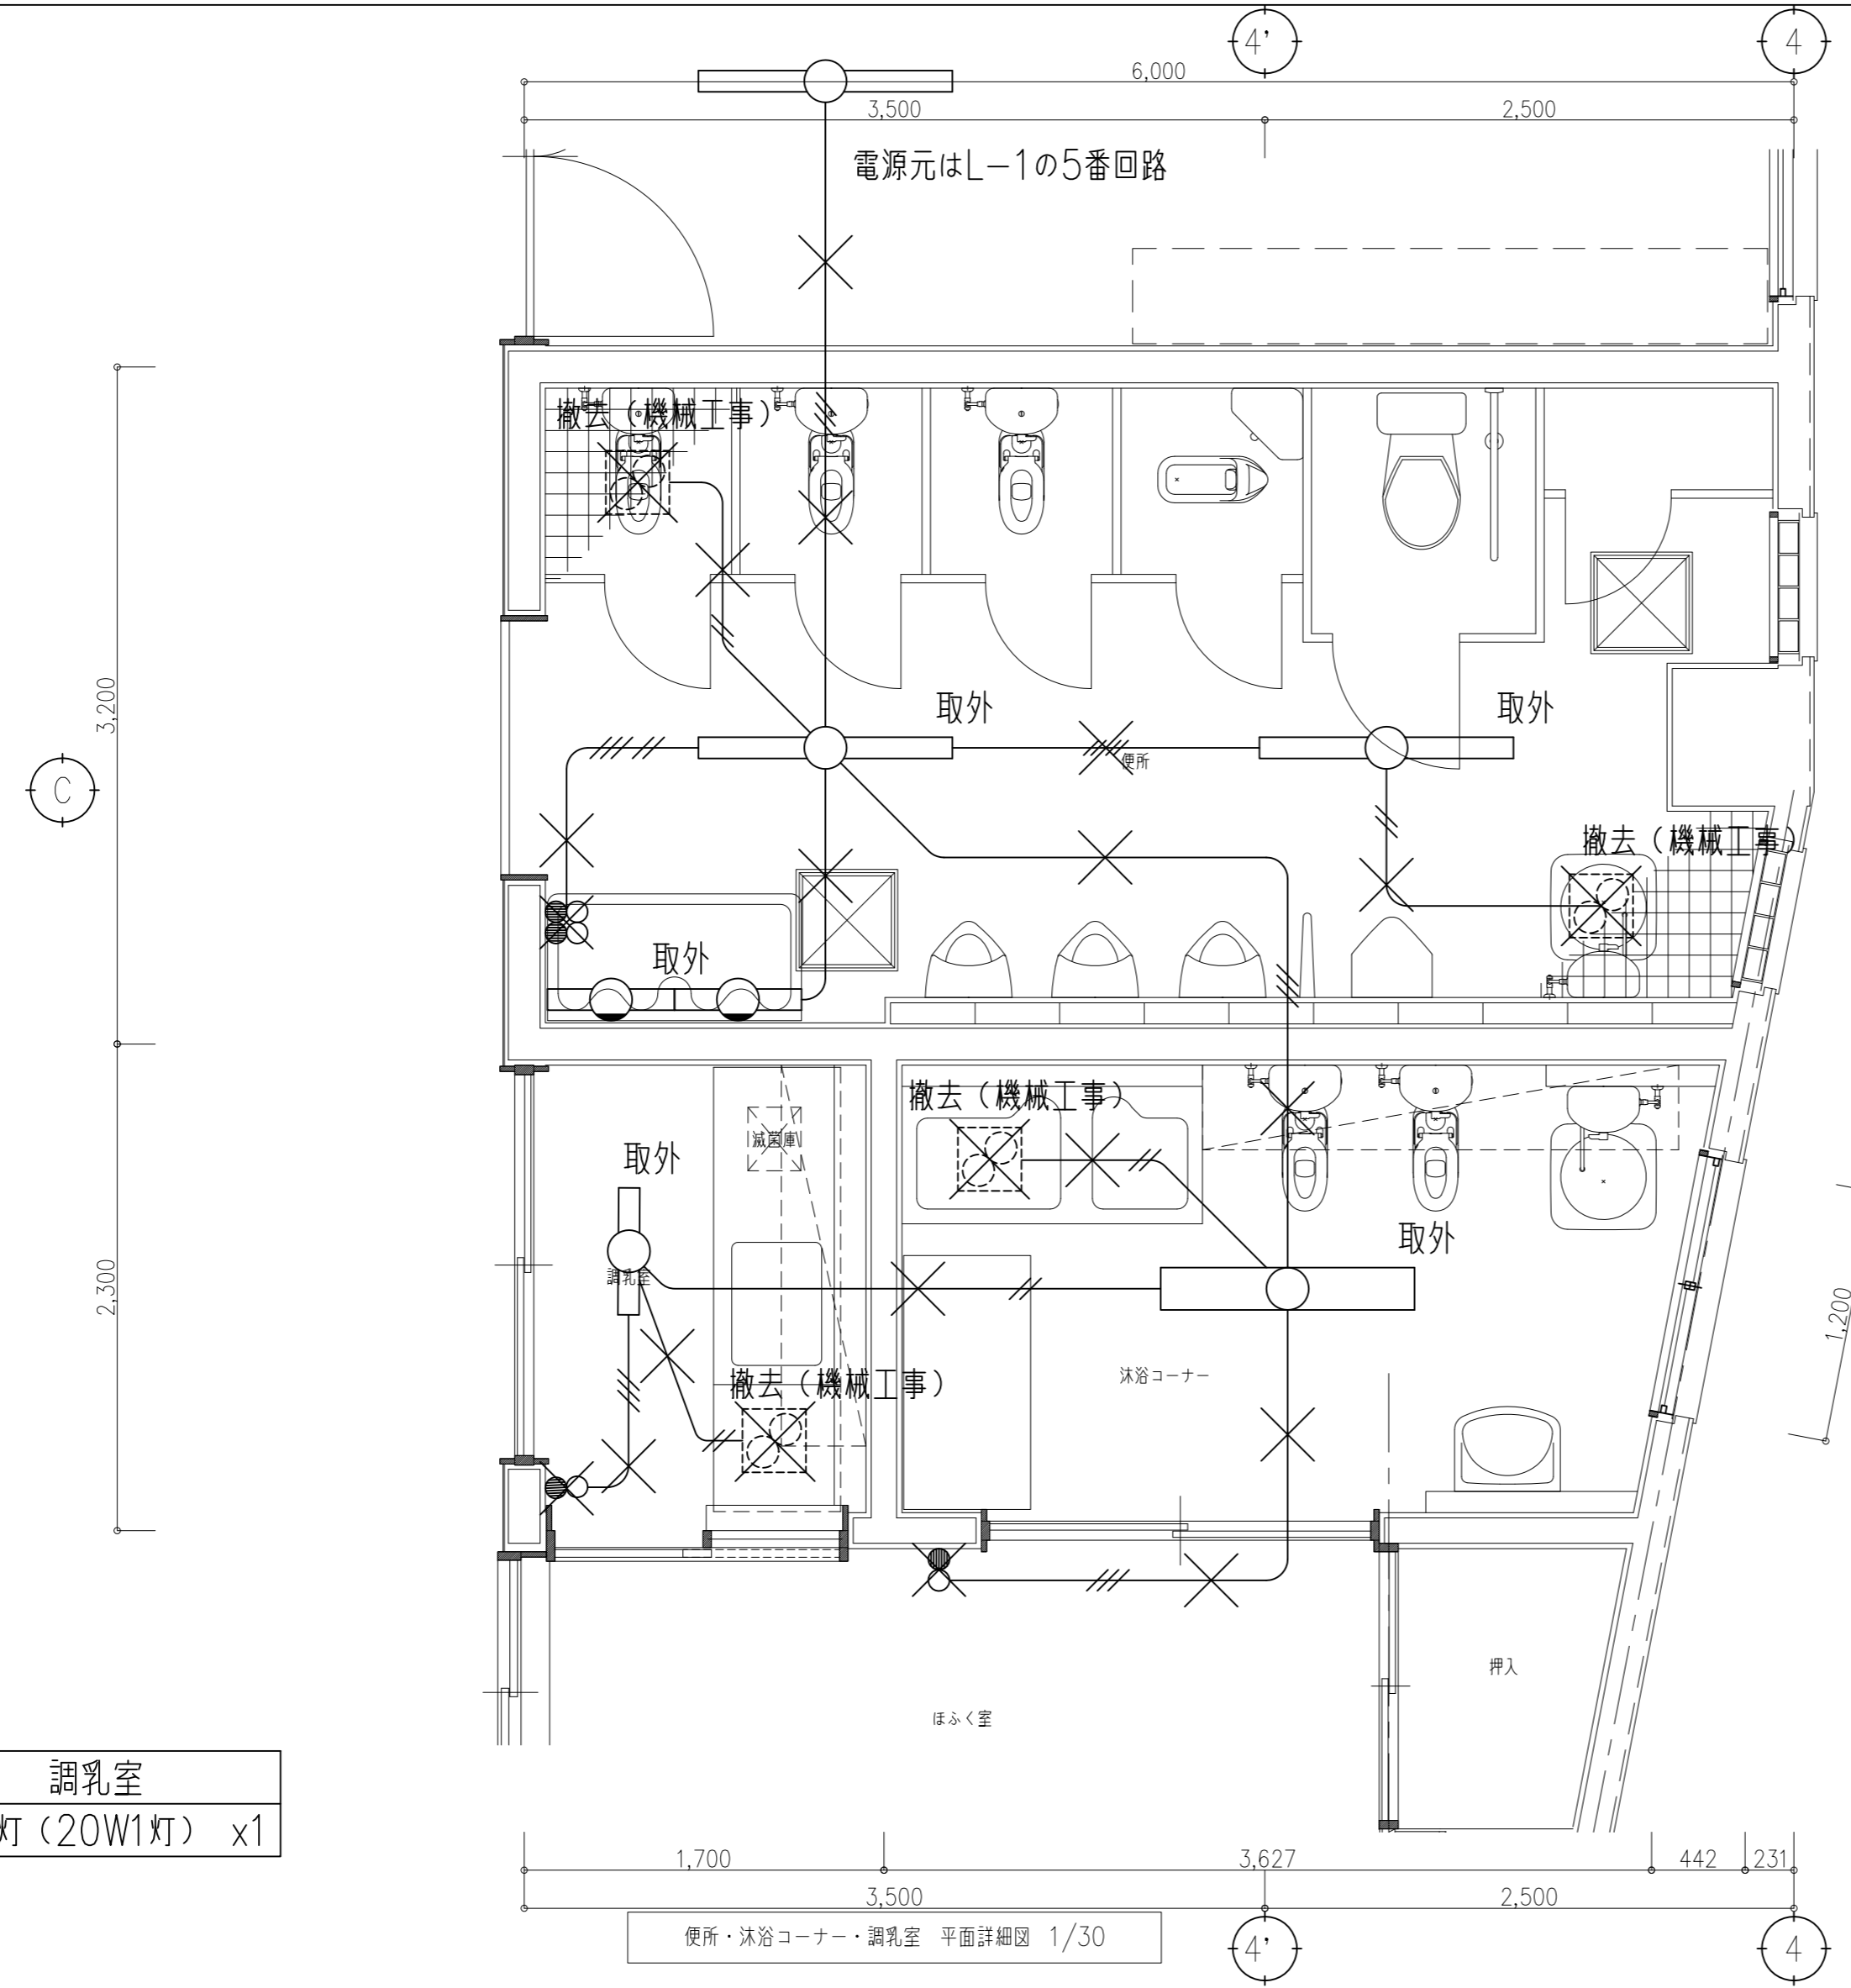 4' 4
6,000
3,500 2,500
電源元はL-1の5番回路
撤去(機械工事)
3,200
取外 取外
便所
C
撤去(機械工事)
取外
撤去(機械工事)
滅菌庫
取外
取外
調乳室
2,300
1,200
撤去(機械工事)
沐浴コーナー
押入
ほふく室
調乳室
灯(20W1灯) x1
1,700 3,627 442 231
3,500 2,500
便所・沐浴コーナー・調乳室 平面詳細図 1/30
4' 4